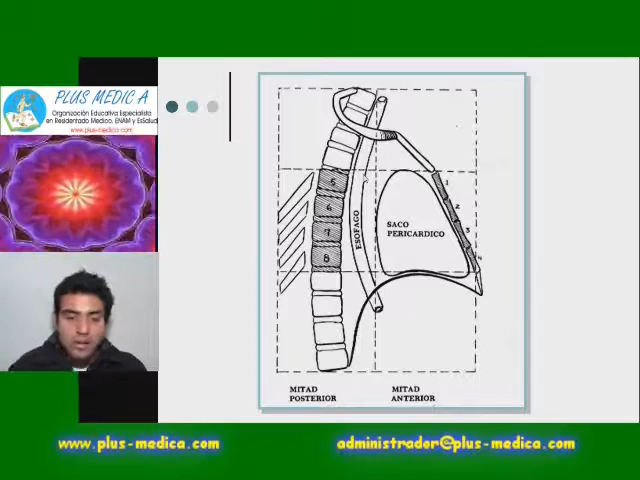 PLUS MEDIC A
Organización Educativa Especialista
en Residentado Medico, ENAM y EsSalud
www.plus-medica.com
5
6
7
8
ESOFAGO
SACO
PERICARDICO
1
2
3
4
MITAD
POSTERIOR
MITAD
ANTERIOR
www.plus-medica.com
administrador@plus-medica.com